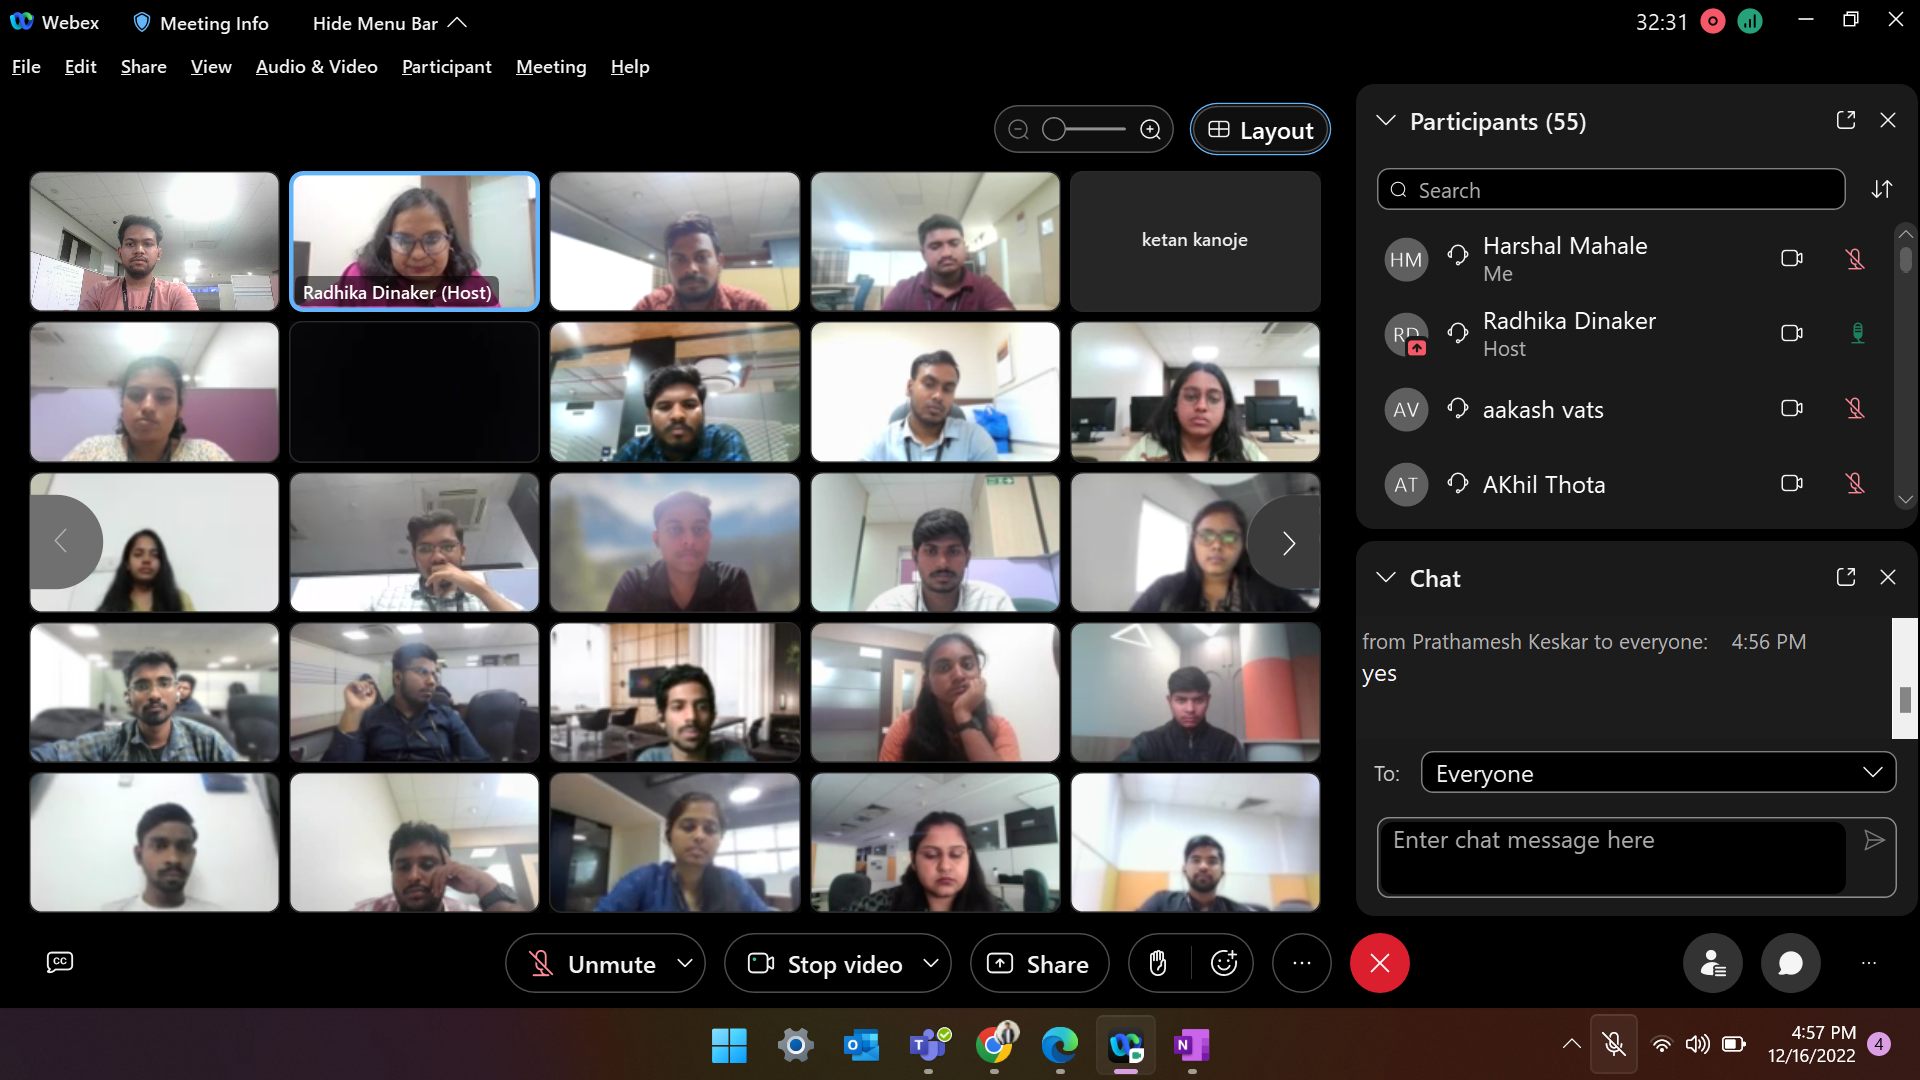 Webex
Meeting Info
Hide Menu Bar
32:31
File Edit Share View Audio & Video Participant Meeting Help
Layout
Radhika Dinaker (Host)
ketan kanoje
Participants (55)
Search
HM Harshal Mahale
Me
RD Radhika Dinaker
Host
AV aakash vats
AT AKhil Thota
Chat
from Prathamesh Keskar to everyone: 4:56 PM
yes
To: Everyone
Enter chat message here
CC
Unmute
Stop video
Share
4:57 PM
12/16/2022
4